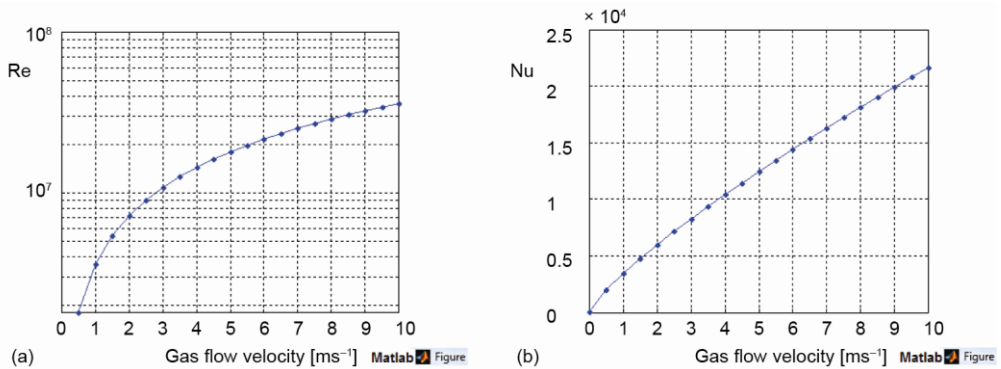 10⁸
Re
10⁷
0 1 2 3 4 5 6 7 8 9 10
(a) Gas flow velocity [ms⁻¹] Matlab Figure
× 10⁴
2.5
Nu
2
1.5
1
0.5
0
0 1 2 3 4 5 6 7 8 9 10
(b) Gas flow velocity [ms⁻¹] Matlab Figure